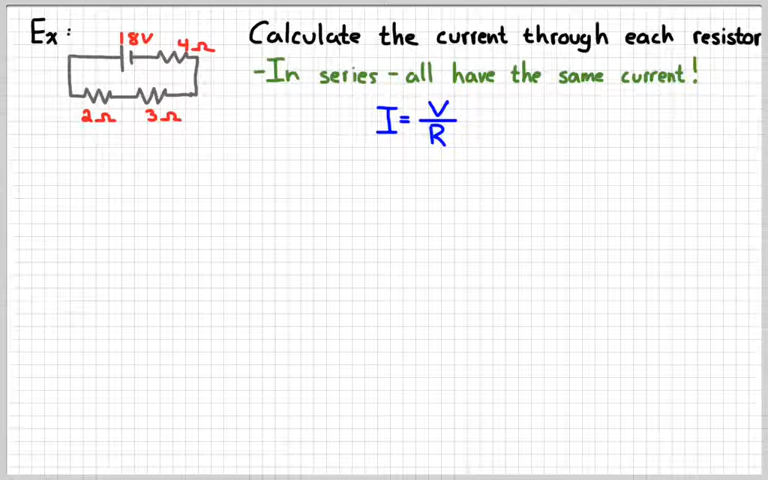 Ex: Calculate the current through each resistor
18V 4Ω
-In series - all have the same current!
2Ω 3Ω
I = V/R